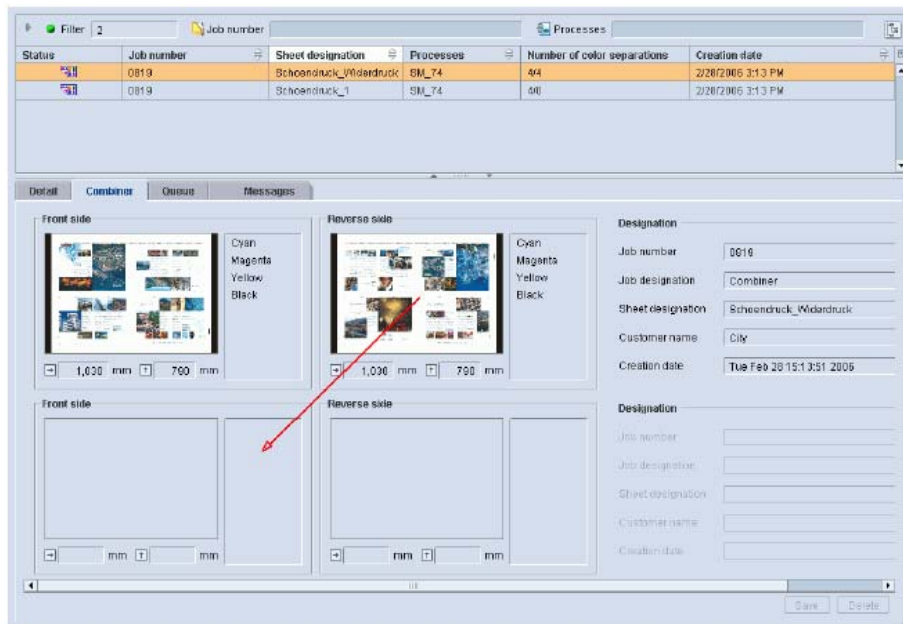 Filter 2 Job number Processes
Status Job number Sheet designation Processes Number of color separations Creation date
0819 Schoendruck_Widerdruck SM_74 4/4 2/28/2006 3:13 PM
0819 Schoendruck_1 SM_74 4/0 2/28/2006 3:13 PM
Detail Combiner Queue Messages
Front side
Cyan
Magenta
Yellow
Black
1,030 mm 790 mm
Reverse side
Cyan
Magenta
Yellow
Black
1,030 mm 790 mm
Designation
Job number 0819
Job designation Combiner
Sheet designation Schoendruck_Widerdruck
Customer name City
Creation date Tue Feb 28 15:13:51 2006
Front side
mm mm
Reverse side
mm mm
Designation
Job number
Job designation
Sheet designation
Customer name
Creation date
Save Delete